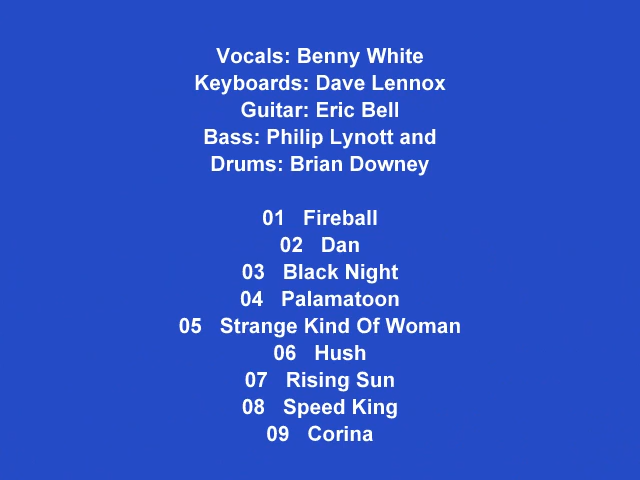 Vocals: Benny White
Keyboards: Dave Lennox
Guitar: Eric Bell
Bass: Philip Lynott and
Drums: Brian Downey
01 Fireball
02 Dan
03 Black Night
04 Palamatoon
05 Strange Kind Of Woman
06 Hush
07 Rising Sun
08 Speed King
09 Corina